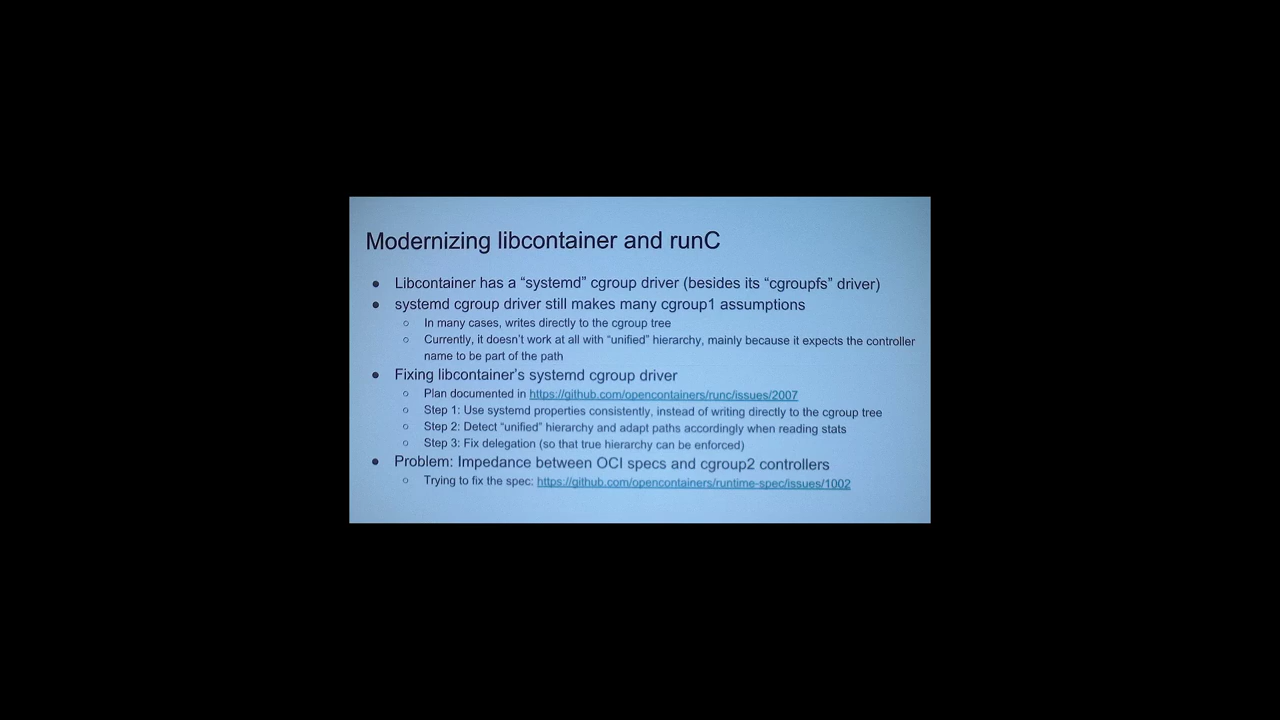 Modernizing libcontainer and runC
● Libcontainer has a “systemd” cgroup driver (besides its “cgroupfs” driver)
● systemd cgroup driver still makes many cgroup1 assumptions
○ In many cases, writes directly to the cgroup tree
○ Currently, it doesn’t work at all with “unified” hierarchy, mainly because it expects the controller
name to be part of the path
● Fixing libcontainer’s systemd cgroup driver
○ Plan documented in https://github.com/opencontainers/runc/issues/2007
○ Step 1: Use systemd properties consistently, instead of writing directly to the cgroup tree
○ Step 2: Detect “unified” hierarchy and adapt paths accordingly when reading stats
○ Step 3: Fix delegation (so that true hierarchy can be enforced)
● Problem: Impedance between OCI specs and cgroup2 controllers
○ Trying to fix the spec: https://github.com/opencontainers/runtime-spec/issues/1002